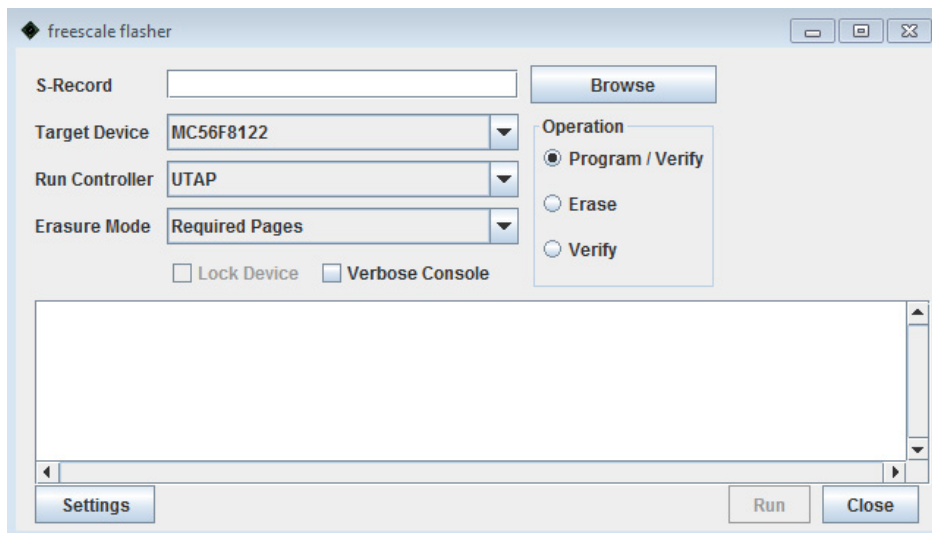 freescale flasher
S-Record
Browse
Target Device MC56F8122
Operation
Program / Verify
Run Controller UTAP
Erase
Erasure Mode Required Pages
Verify
Lock Device Verbose Console
Settings Run Close